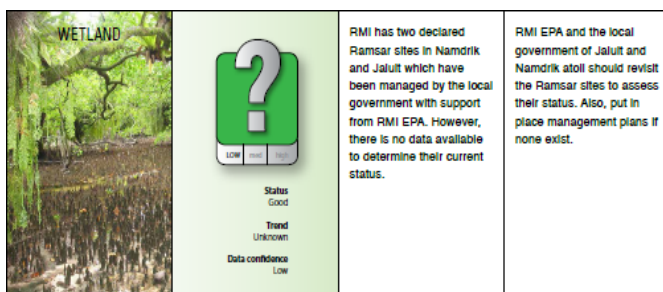 WETLAND
?
LOW med high
Status
Good
Trend
Unknown
Data confidence
Low
RMI has two declared
Ramsar sites in Namdrik
and Jaluit which have
been managed by the local
government with support
from RMI EPA. However,
there is no data available
to determine their current
status.
RMI EPA and the local
government of Jaluit and
Namdrik atoll should revisit
the Ramsar sites to assess
their status. Also, put in
place management plans if
none exist.